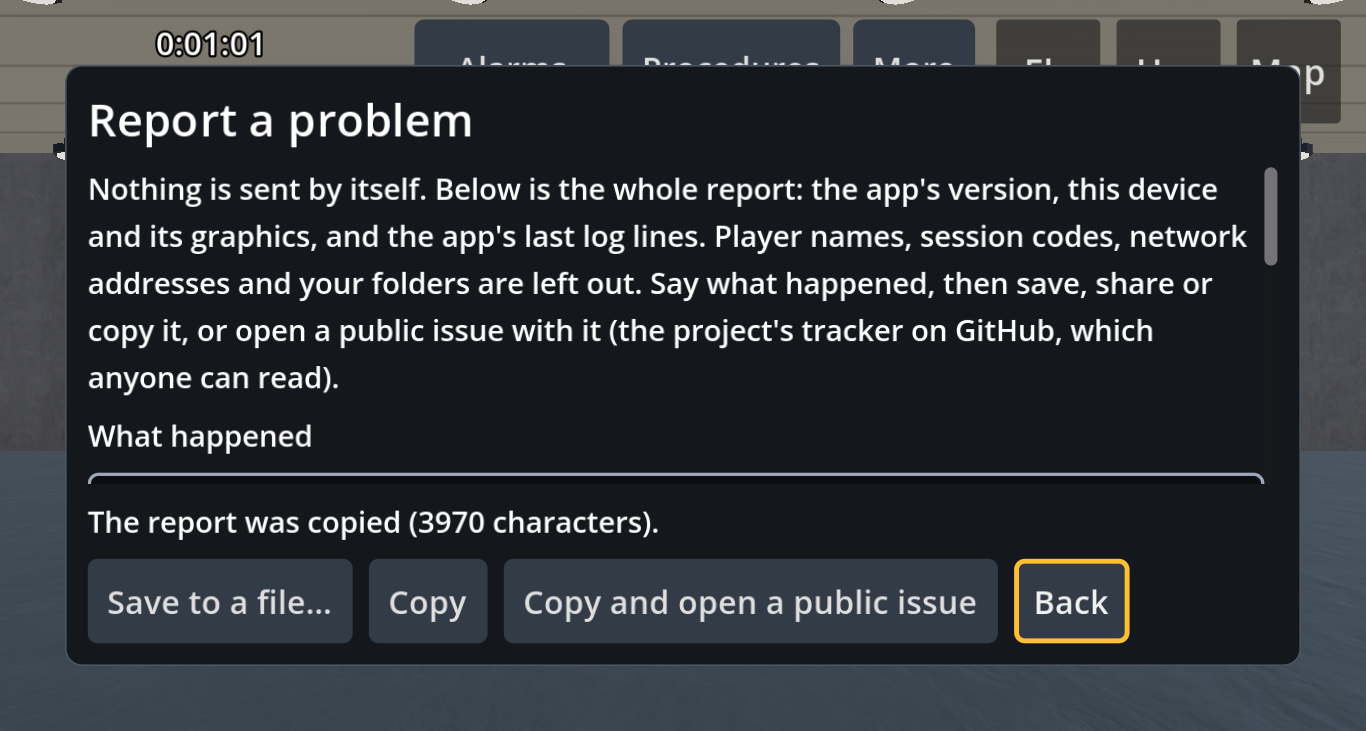 0:01:01
Alarms
Procedures
More
Map
Report a problem
Nothing is sent by itself. Below is the whole report: the app's version, this device
and its graphics, and the app's last log lines. Player names, session codes, network
addresses and your folders are left out. Say what happened, then save, share or
copy it, or open a public issue with it (the project's tracker on GitHub, which
anyone can read).
What happened
The report was copied (3970 characters).
Save to a file...
Copy
Copy and open a public issue
Back